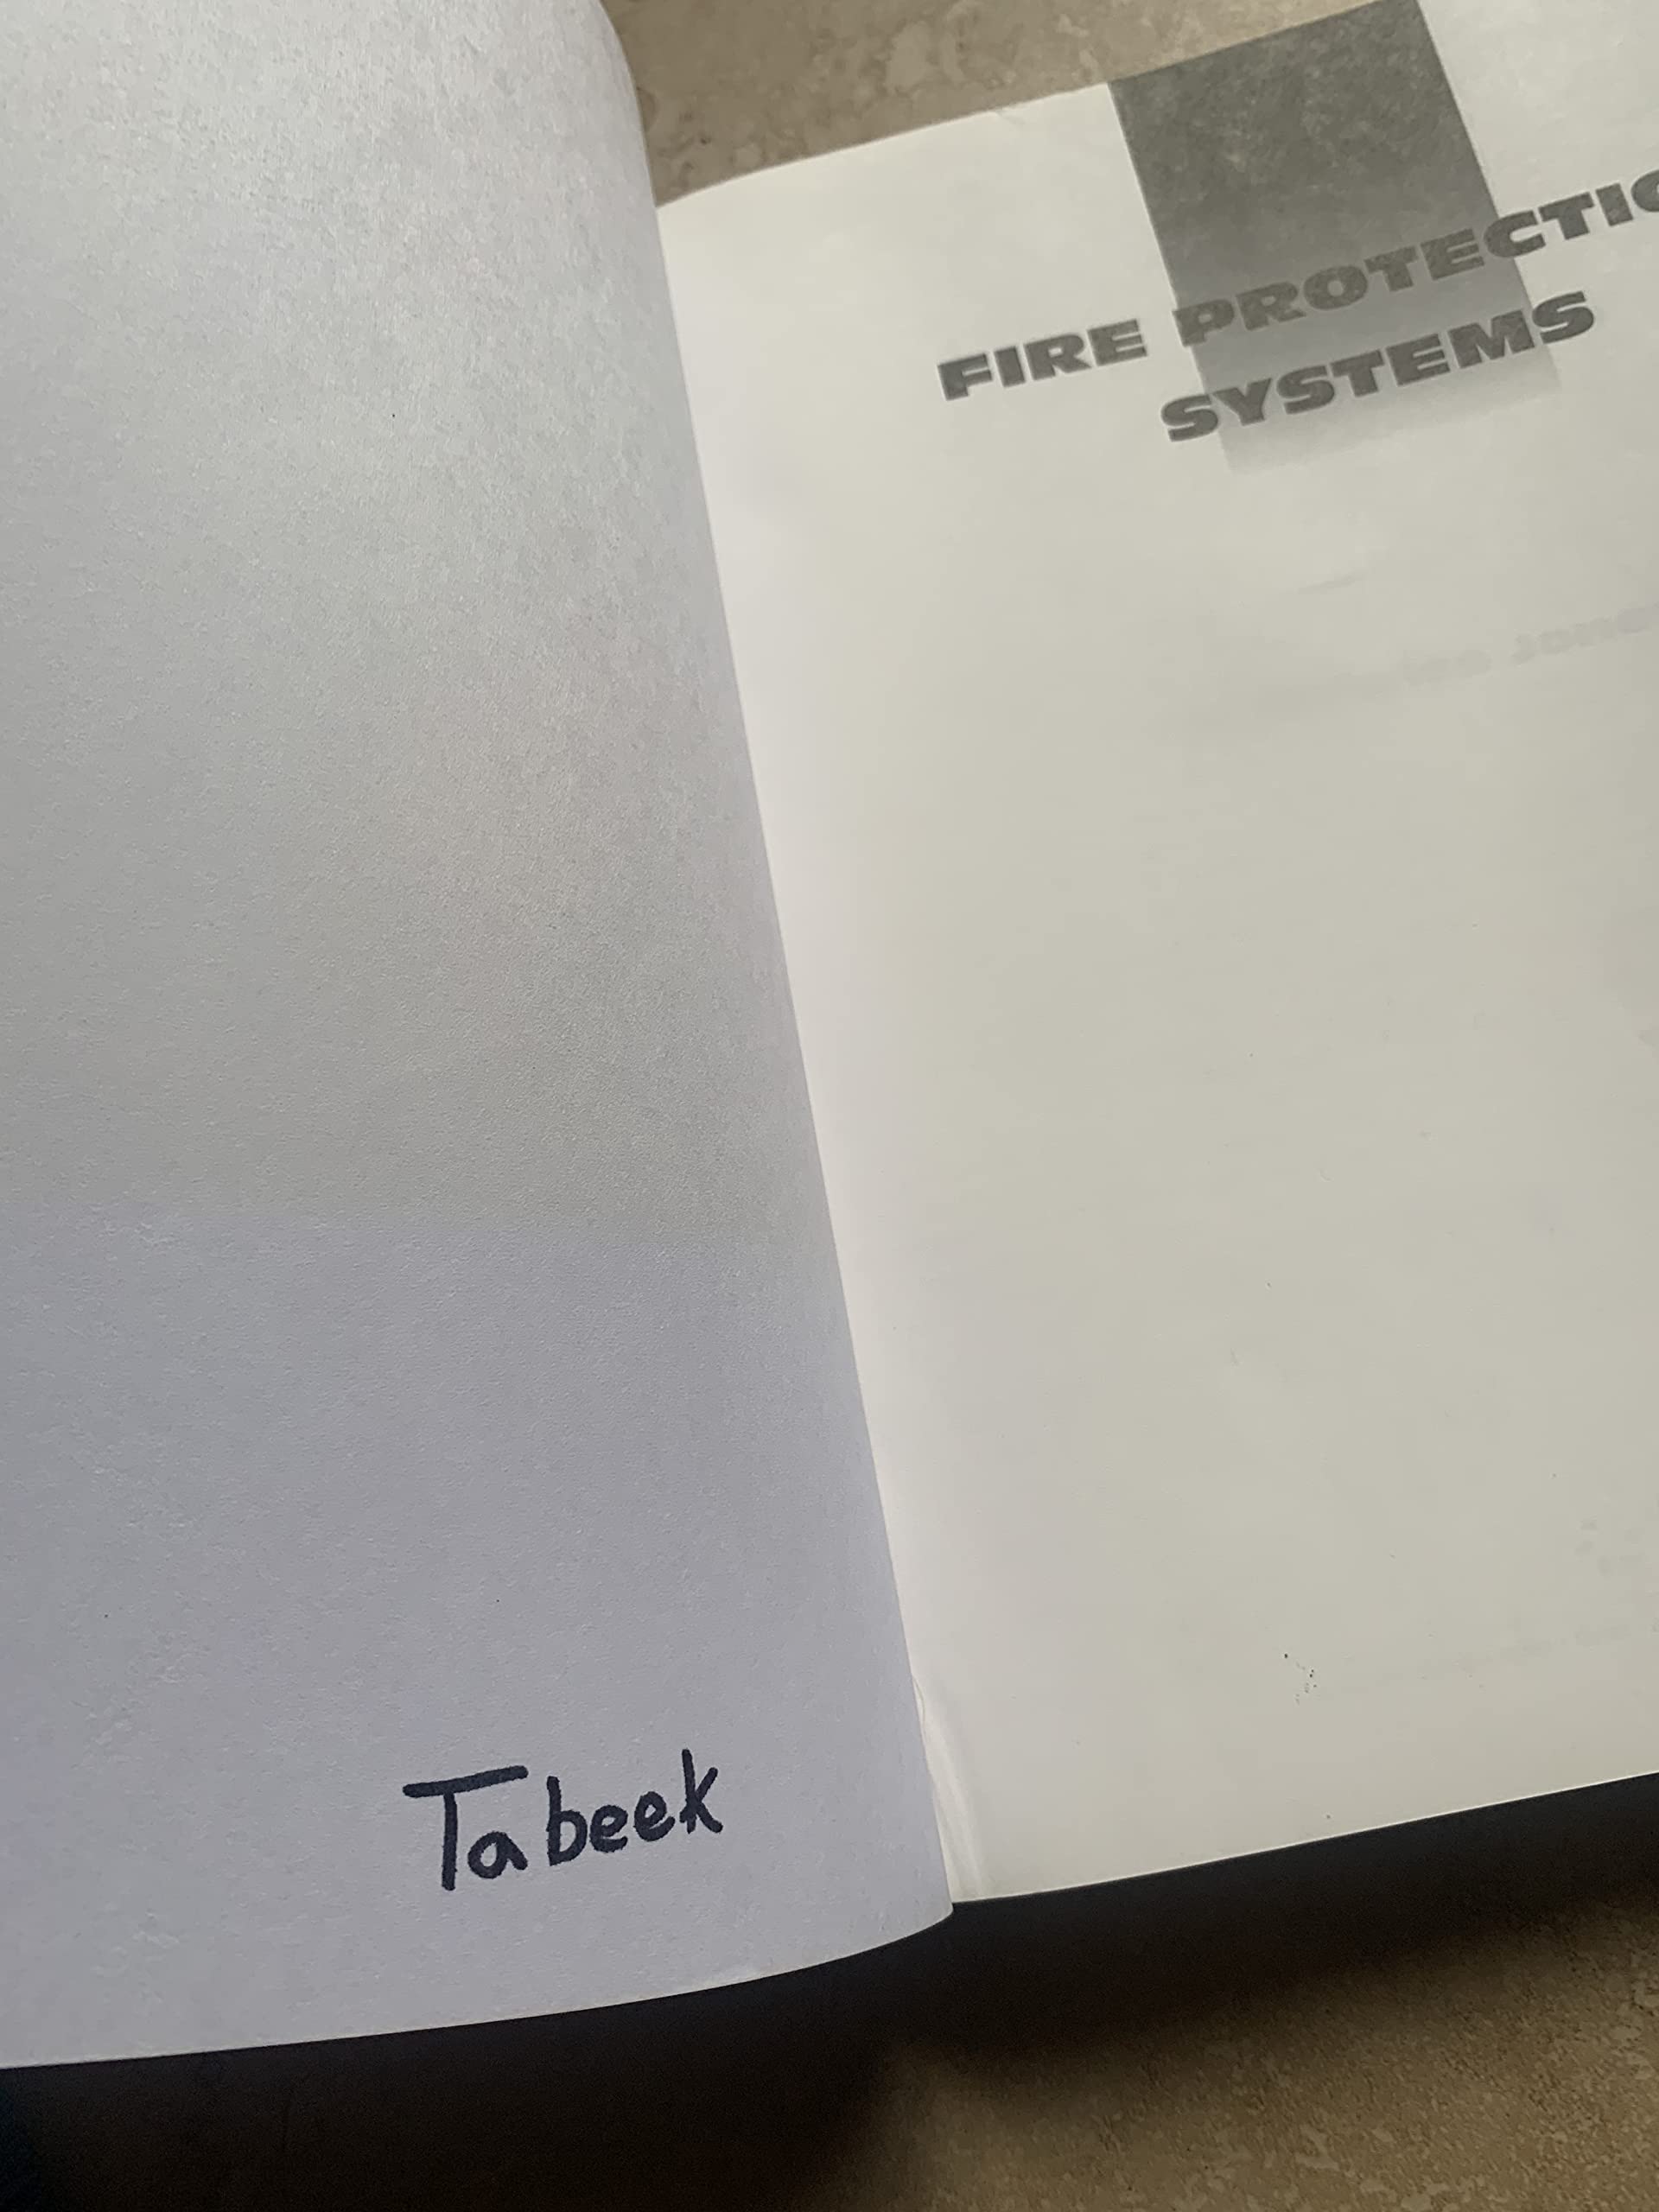 FIRE PROTECTIO
SYSTEMS
Tabeek